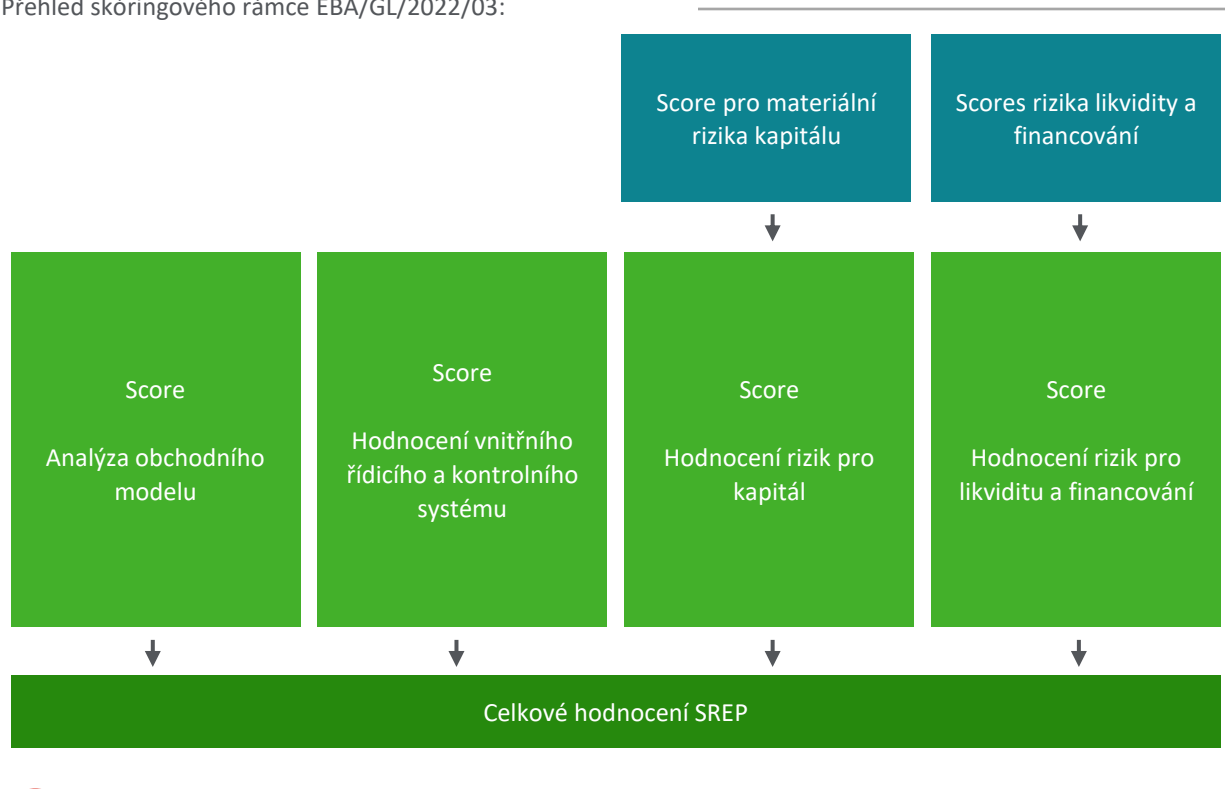 Přehled skóringového rámce EBA/GL/2022/03:
Score pro materiální
rizika kapitálu
Scores rizika likvidity a
financování
Score
Analýza obchodního
modelu
Score
Hodnocení vnitřního
řídicího a kontrolního
systému
Score
Hodnocení rizik pro
kapitál
Score
Hodnocení rizik pro
likviditu a financování
Celkové hodnocení SREP